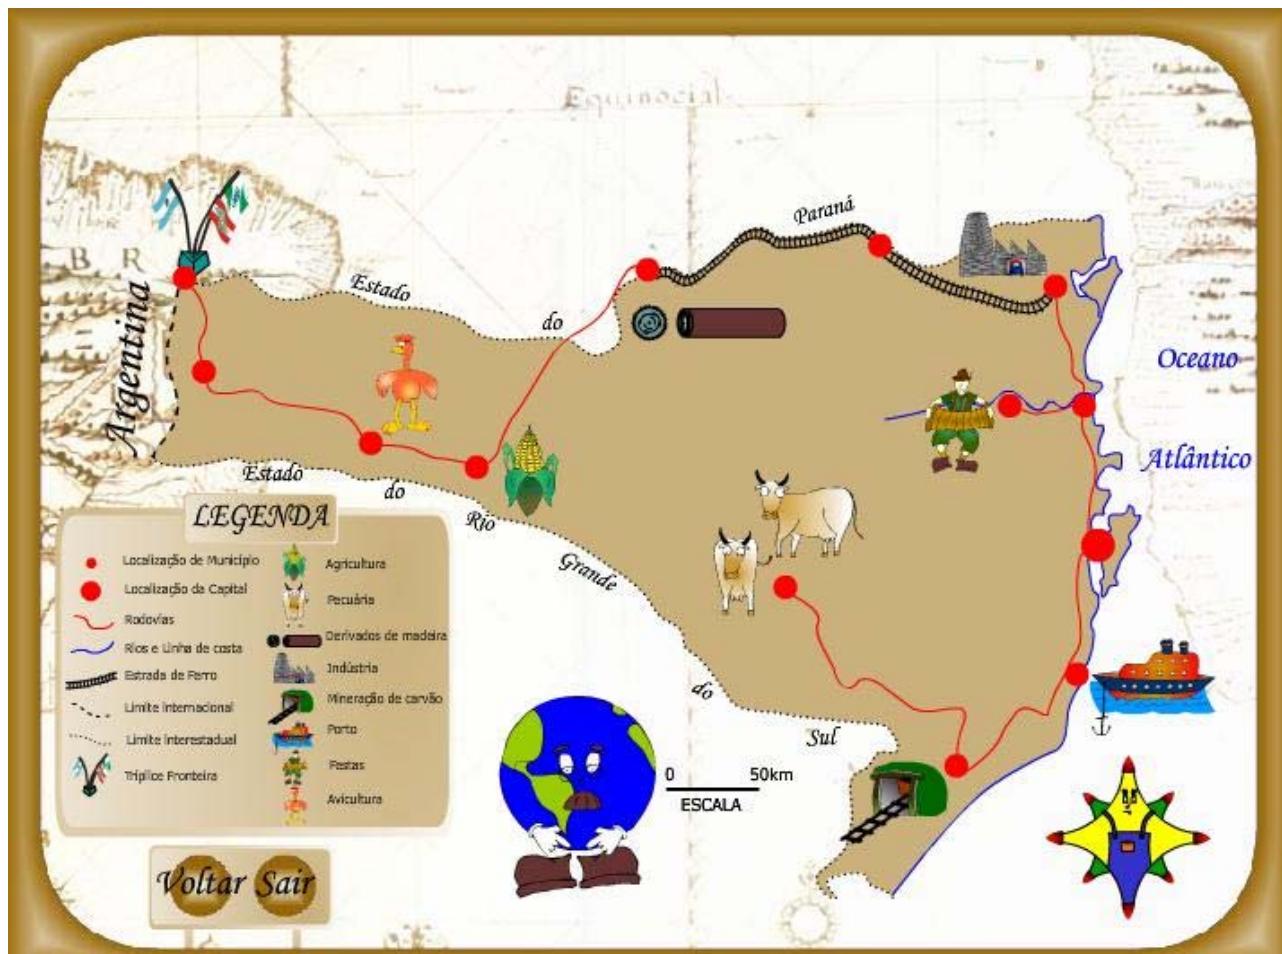 Equinocial
B R
Paraná
Estado
do
Argentina
Oceano
Atlântico
Estado
do
Rio
Grande
do
Sul
LEGENDA
Localização de Município
Localização da Capital
Rodovias
Rios e Linha de costa
Estrada de Ferro
Limite Internacional
Limite Interestadual
Tríplice Fronteira
Agricultura
Pecuária
Derivados de madeira
Indústria
Mineração de carvão
Porto
Festas
Avicultura
0 50km
ESCALA
Voltar Sair